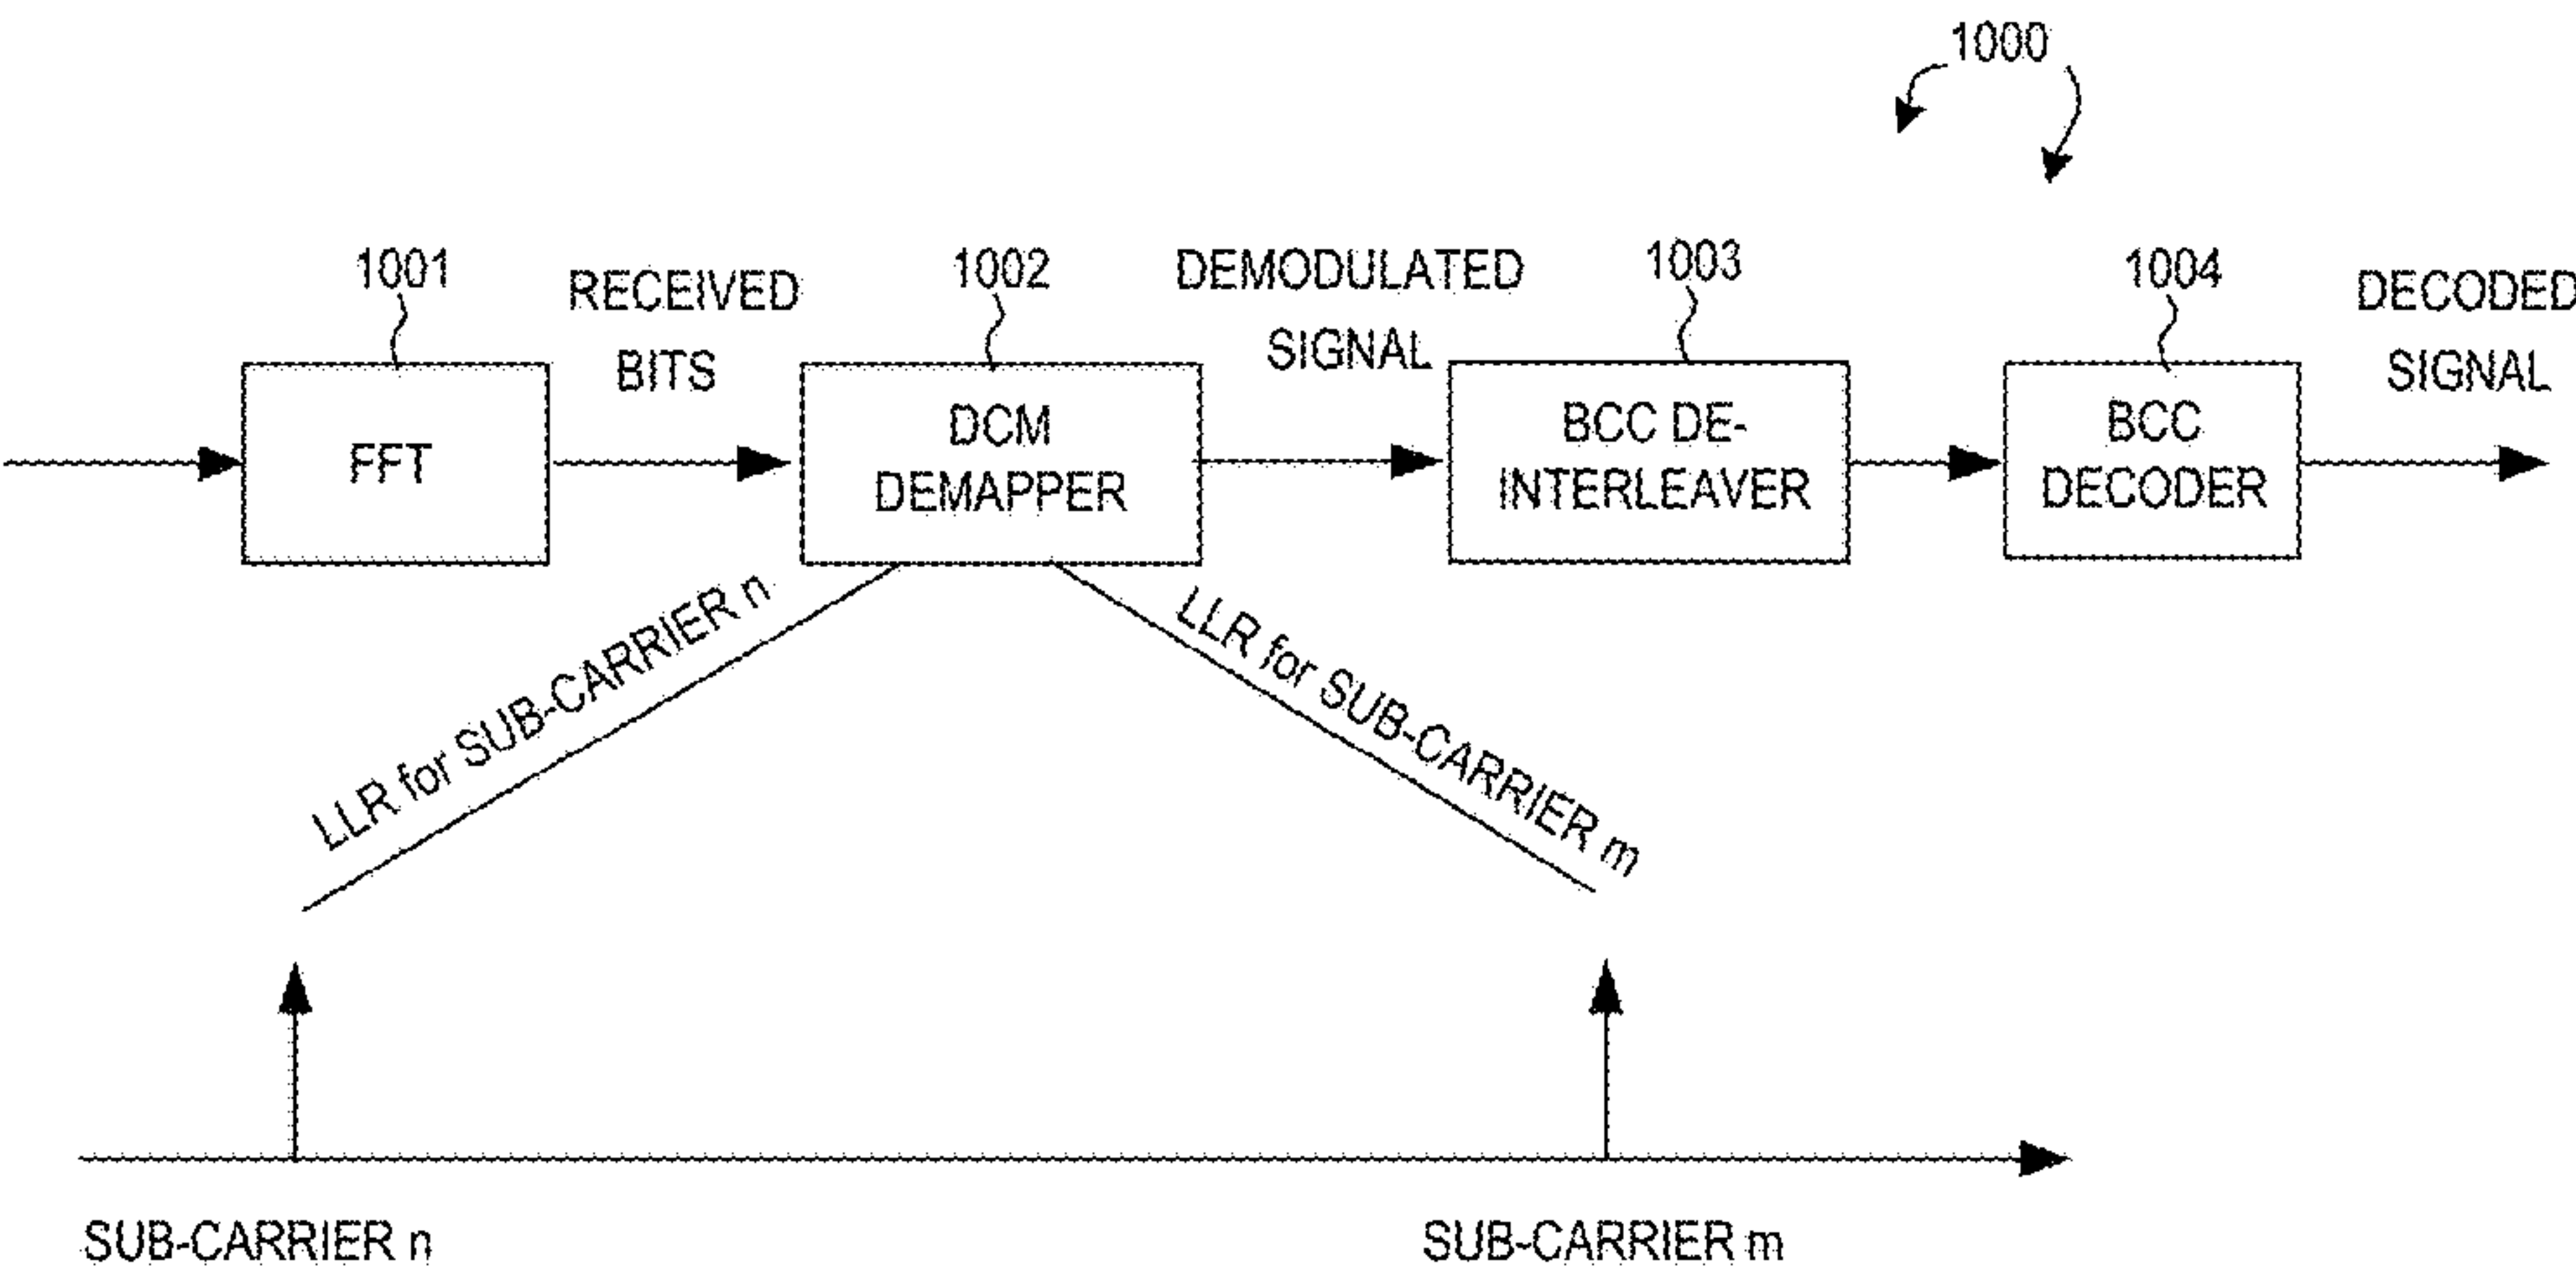 1000
1001
RECEIVED
BITS
1002
DEMODULATED
SIGNAL
1003
1004
DECODED
SIGNAL
FFT
DCM
DEMAPPER
BCC DE-
INTERLEAVER
BCC
DECODER
LLR for SUB-CARRIER n
LLR for SUB-CARRIER m
SUB-CARRIER n
SUB-CARRIER m